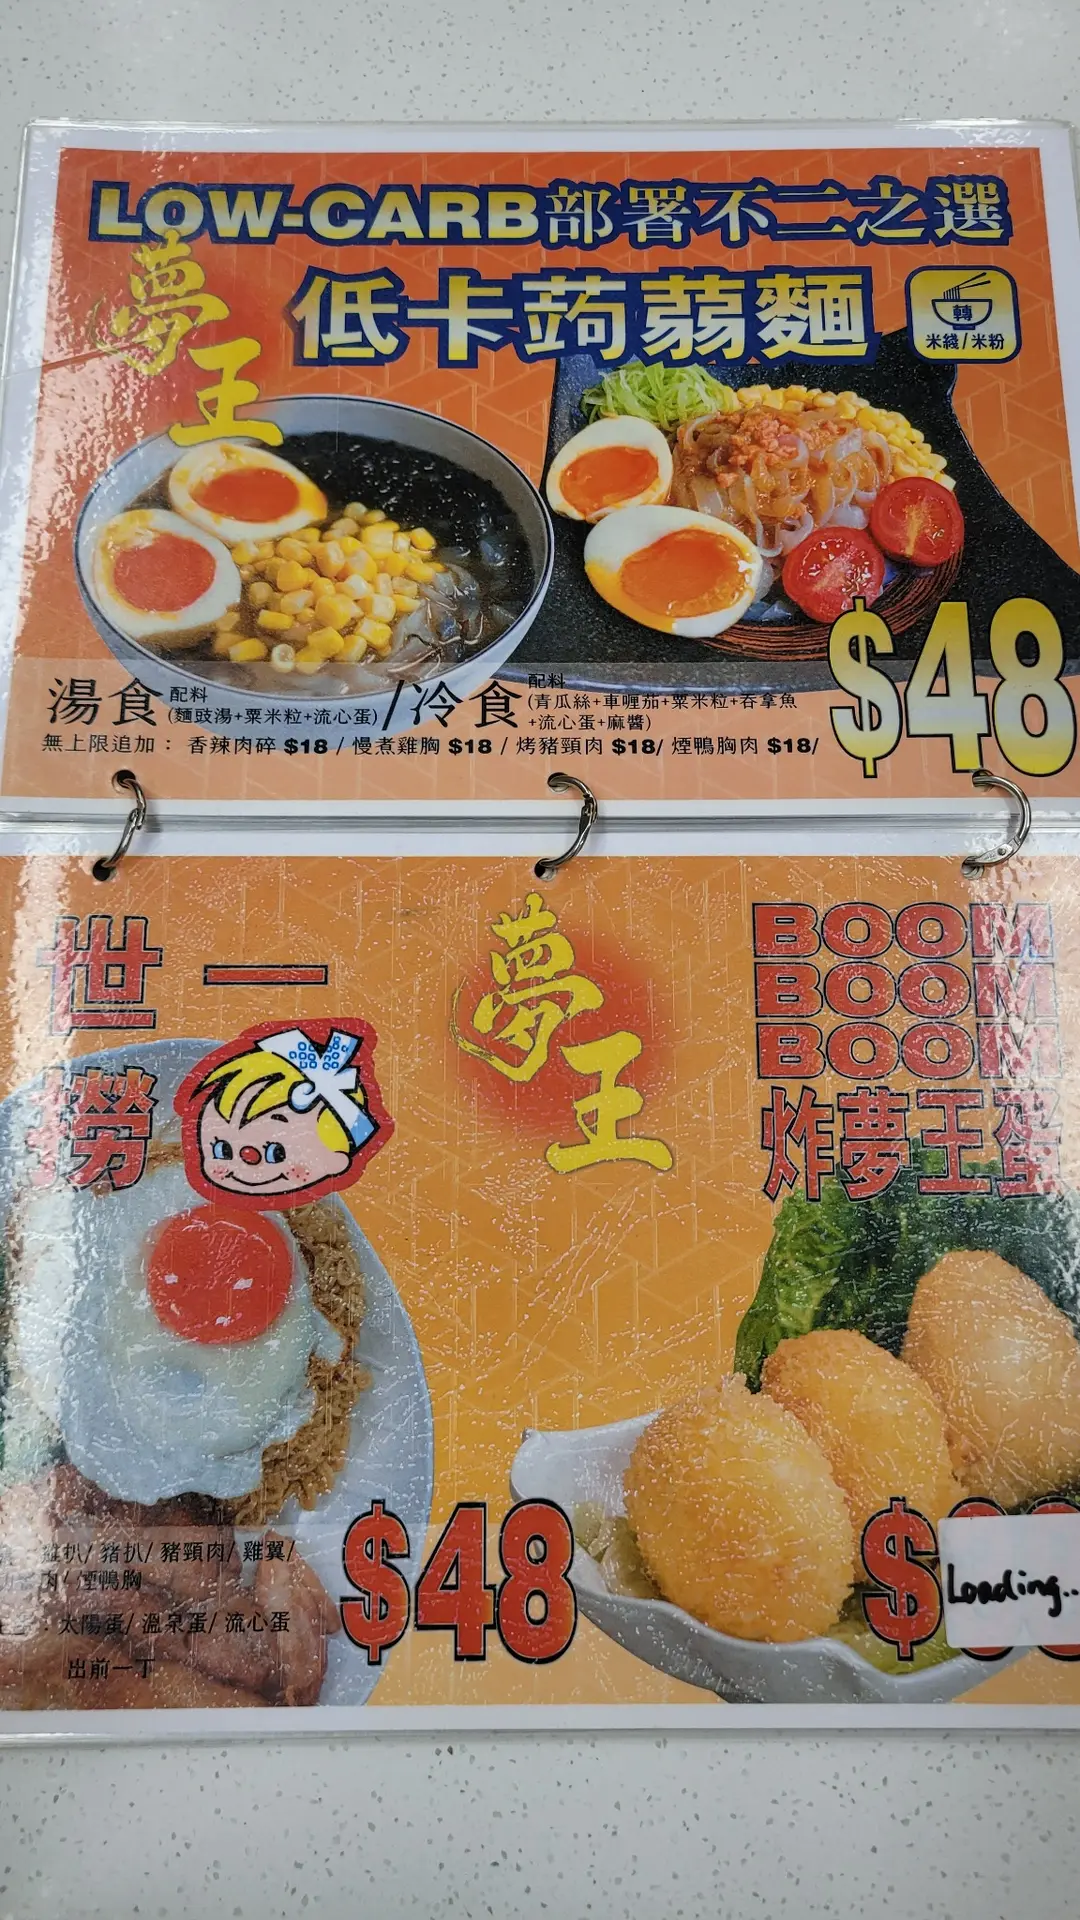 LOW-CARB部署不二之選
夢王
低卡蒟蒻麵
轉
米綫/米粉
湯食 配料
(麵豉湯+粟米粒+流心蛋)
/冷食 配料
(青瓜絲+車喱茄+粟米粒+吞拿魚
+流心蛋+麻醬)
$48
無上限追加： 香辣肉碎 $18 / 慢煮雞胸 $18 / 烤豬頸肉 $18/ 煙鴨胸肉 $18/
世一
撈
夢王
BOOM
BOOM
BOOM
炸夢王蛋
雞扒/ 豬扒/ 豬頸肉/ 雞翼/
肉/ 煙鴨胸
：太陽蛋/ 溫泉蛋/ 流心蛋
出前一丁
$48
$
Loading..